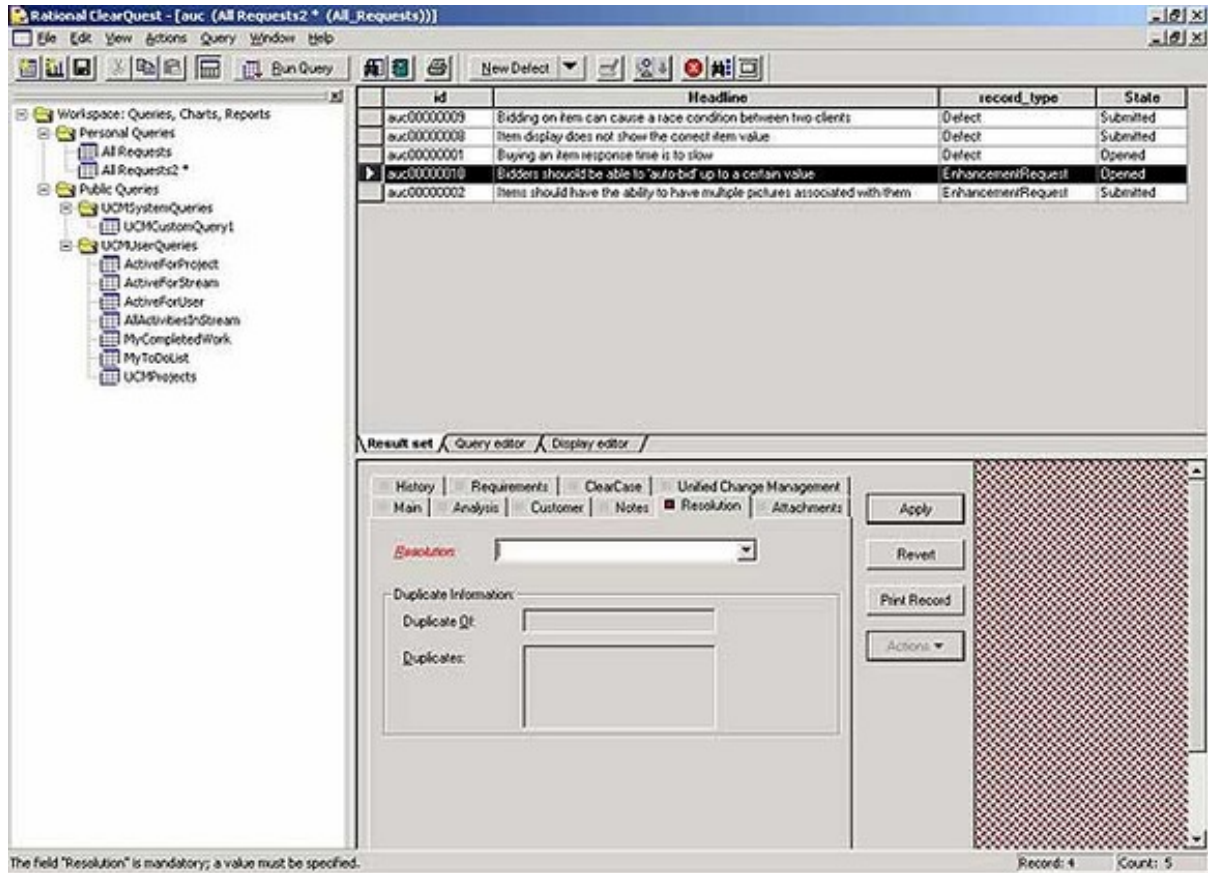 Rational ClearQuest - [auc (All Requests2 * (All_Requests))]
File Edit View Actions Query Window Help
Run Query New Defect
Workspace: Queries, Charts, Reports
Personal Queries
All Requests
All Requests2 *
Public Queries
UCMSystemQueries
UCMCustomQuery1
UCMUserQueries
ActiveForProject
ActiveForStream
ActiveForUser
AllActivitiesInStream
MyCompletedWork
MyToDoList
UCMProjects
id Headline record_type State
auc00000009 Bidding on item can cause a race condition between two clients Defect Submitted
auc00000008 Item display does not show the correct item value Defect Submitted
auc00000001 Buying an item response time is to slow Defect Opened
auc00000010 Bidders shouold be able to 'auto-bid' up to a certain value EnhancementRequest Opened
auc00000002 Items should have the ability to have multiple pictures associated with them EnhancementRequest Submitted
Result set Query editor Display editor
History Requirements ClearCase Unified Change Management
Main Analysis Customer Notes Resolution Attachments
Resolution:
Duplicate Information:
Duplicate Of:
Duplicates:
Apply
Revert
Print Record
Actions
The field "Resolution" is mandatory; a value must be specified.
Record: 4 Count: 5